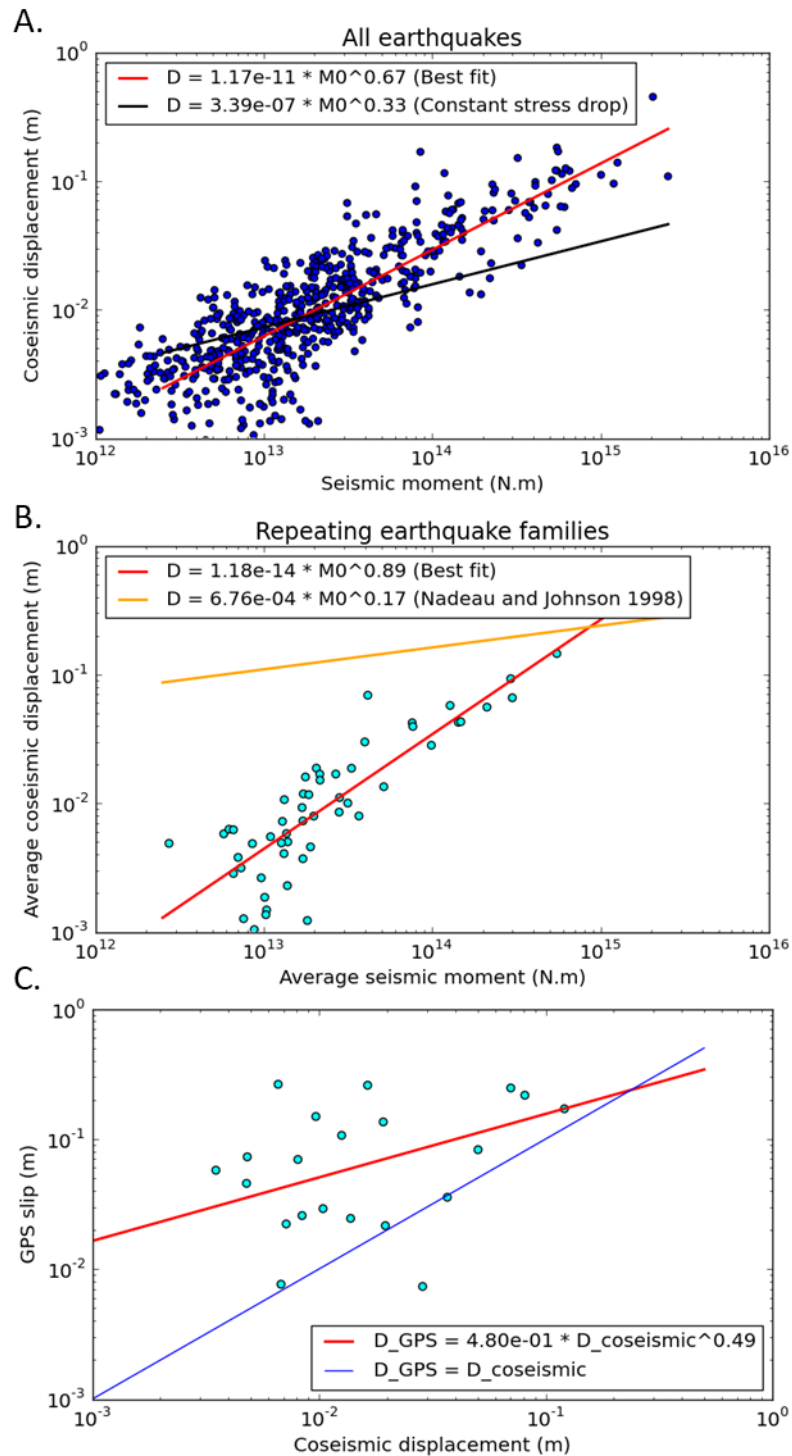 A.
All earthquakes
10^0
D = 1.17e-11 * M0^0.67 (Best fit)
D = 3.39e-07 * M0^0.33 (Constant stress drop)
10^-1
10^-2
10^-3
Coseismic displacement (m)
10^12 10^13 10^14 10^15 10^16
Seismic moment (N.m)
B.
Repeating earthquake families
10^0
D = 1.18e-14 * M0^0.89 (Best fit)
D = 6.76e-04 * M0^0.17 (Nadeau and Johnson 1998)
10^-1
10^-2
10^-3
Average coseismic displacement (m)
10^12 10^13 10^14 10^15 10^16
Average seismic moment (N.m)
C.
10^0
10^-1
10^-2
10^-3
GPS slip (m)
D_GPS = 4.80e-01 * D_coseismic^0.49
D_GPS = D_coseismic
10^-3 10^-2 10^-1 10^0
Coseismic displacement (m)